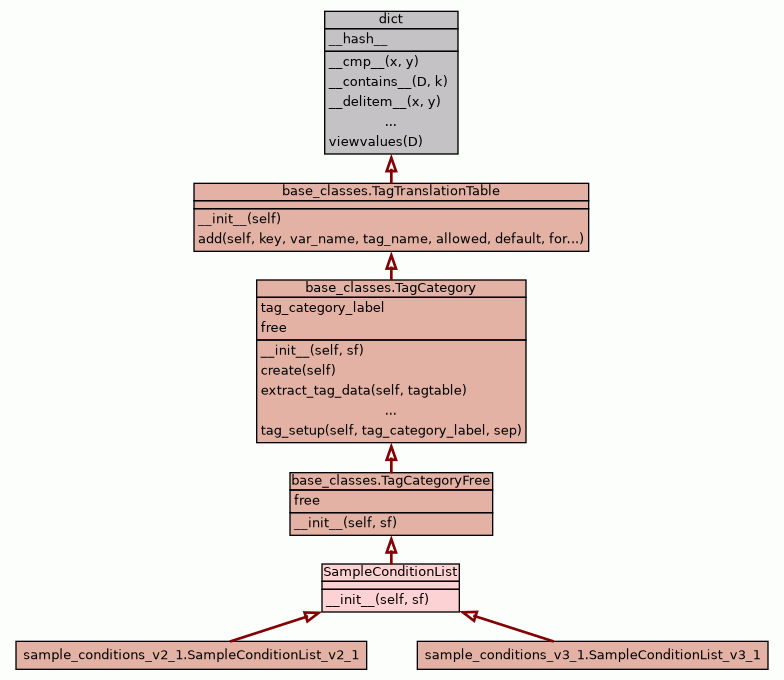 dict
__hash__
__cmp__(x, y)
__contains__(D, k)
__delitem__(x, y)
...
viewvalues(D)
base_classes.TagTranslationTable
__init__(self)
add(self, key, var_name, tag_name, allowed, default, for...)
base_classes.TagCategory
tag_category_label
free
__init__(self, sf)
create(self)
extract_tag_data(self, tagtable)
...
tag_setup(self, tag_category_label, sep)
base_classes.TagCategoryFree
free
__init__(self, sf)
SampleConditionList
__init__(self, sf)
sample_conditions_v2_1.SampleConditionList_v2_1
sample_conditions_v3_1.SampleConditionList_v3_1